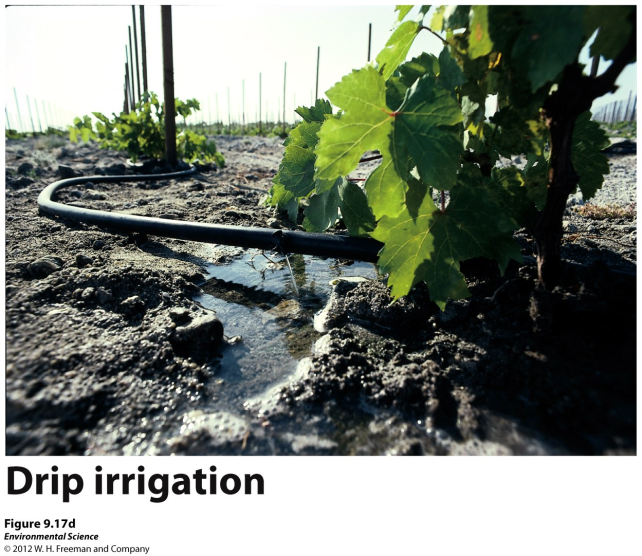 Drip irrigation
Figure 9.17d
Environmental Science
© 2012 W. H. Freeman and Company